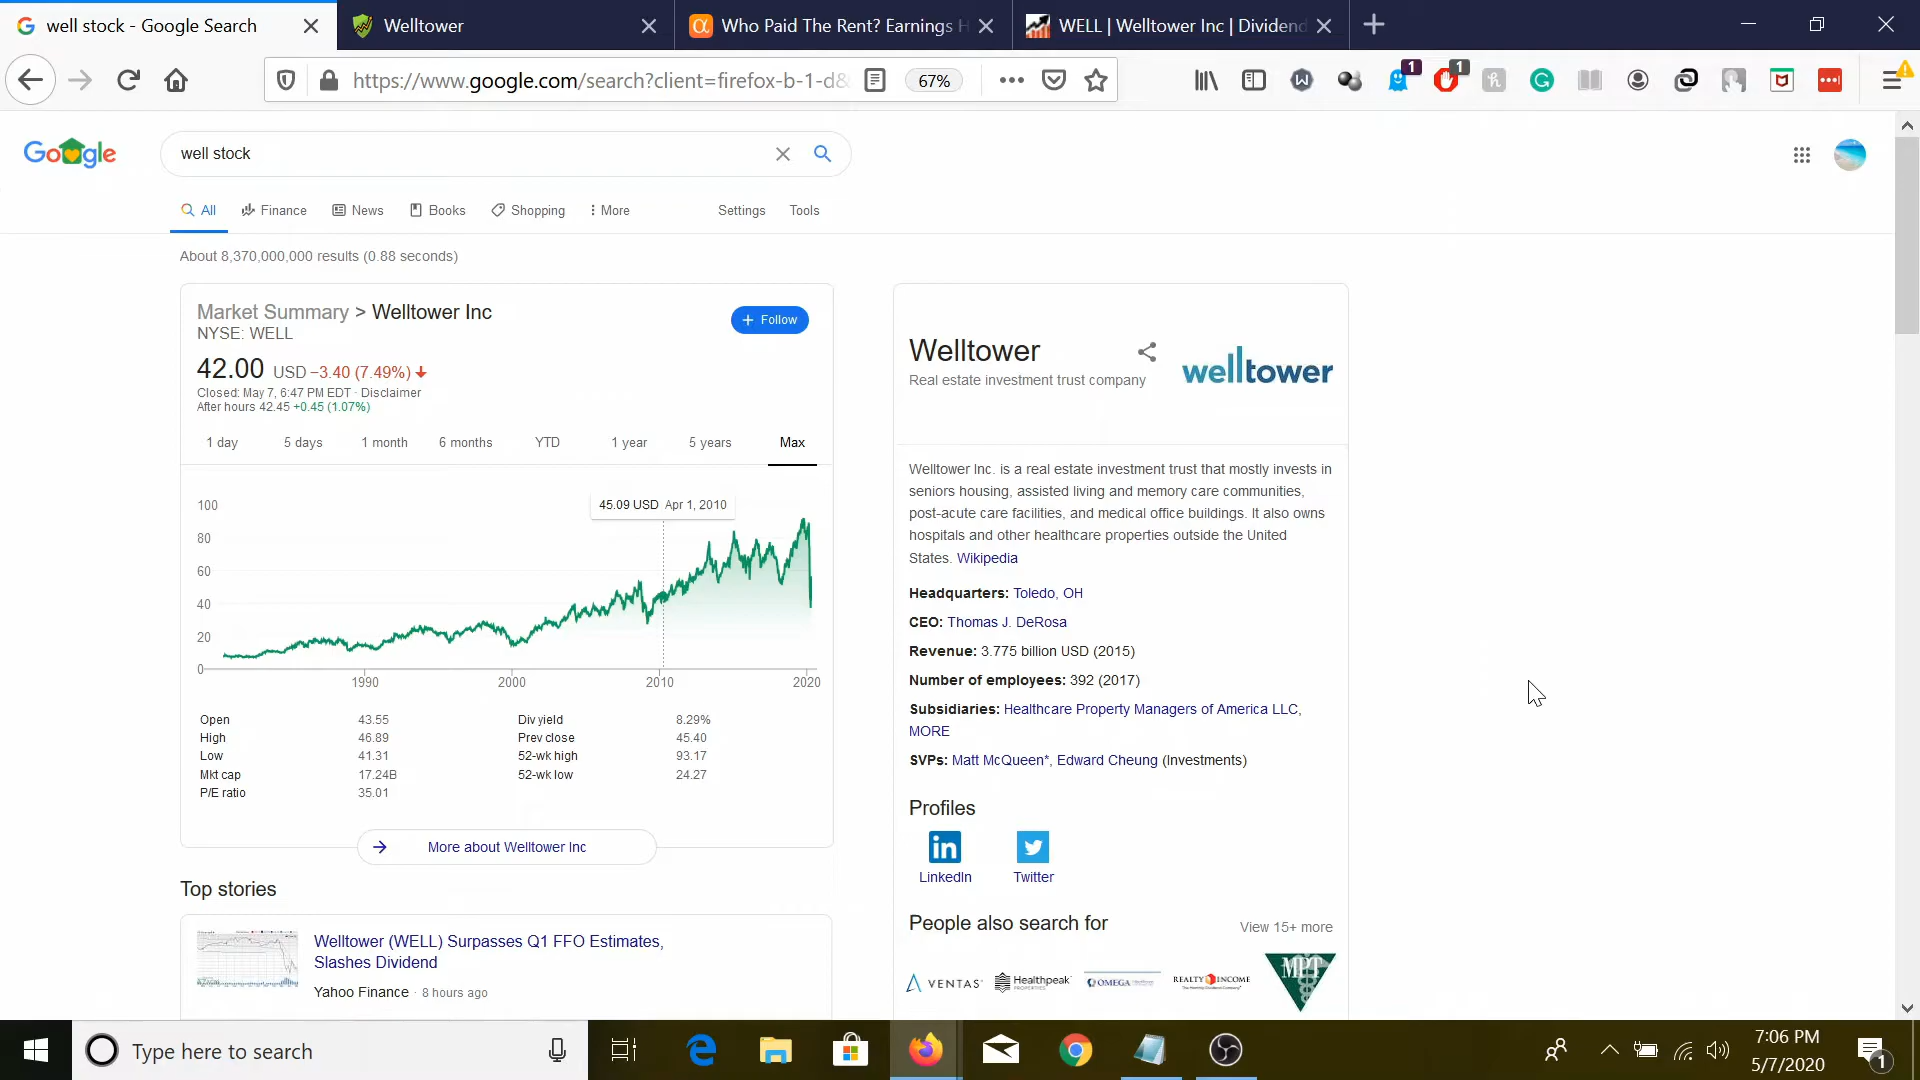 well stock - Google Search
Welltower
Who Paid The Rent? Earnings H
WELL | Welltower Inc | Dividend
https://www.google.com/search?client=firefox-b-1-d&
67%
1
1
Google
well stock
All
Finance
News
Books
Shopping
More
Settings
Tools
About 8,370,000,000 results (0.88 seconds)
Market Summary > Welltower Inc
NYSE: WELL
Follow
42.00 USD −3.40 (7.49%)
Closed: May 7, 6:47 PM EDT · Disclaimer
After hours 42.45 +0.45 (1.07%)
1 day
5 days
1 month
6 months
YTD
1 year
5 years
Max
45.09 USD Apr 1, 2010
100
80
60
40
20
0
1990
2000
2010
2020
Open 43.55
High 46.89
Low 41.31
Mkt cap 17.24B
P/E ratio 35.01
Div yield 8.29%
Prev close 45.40
52-wk high 93.17
52-wk low 24.27
More about Welltower Inc
Top stories
Welltower (WELL) Surpasses Q1 FFO Estimates,
Slashes Dividend
Yahoo Finance · 8 hours ago
Welltower
Real estate investment trust company
welltower
Welltower Inc. is a real estate investment trust that mostly invests in
seniors housing, assisted living and memory care communities,
post-acute care facilities, and medical office buildings. It also owns
hospitals and other healthcare properties outside the United
States. Wikipedia
Headquarters: Toledo, OH
CEO: Thomas J. DeRosa
Revenue: 3.775 billion USD (2015)
Number of employees: 392 (2017)
Subsidiaries: Healthcare Property Managers of America LLC,
MORE
SVPs: Matt McQueen*, Edward Cheung (Investments)
Profiles
LinkedIn
Twitter
People also search for
View 15+ more
VENTAS
Healthpeak
PROPERTIES
OMEGA
REALTY INCOME
MPT
Type here to search
7:06 PM
5/7/2020
1